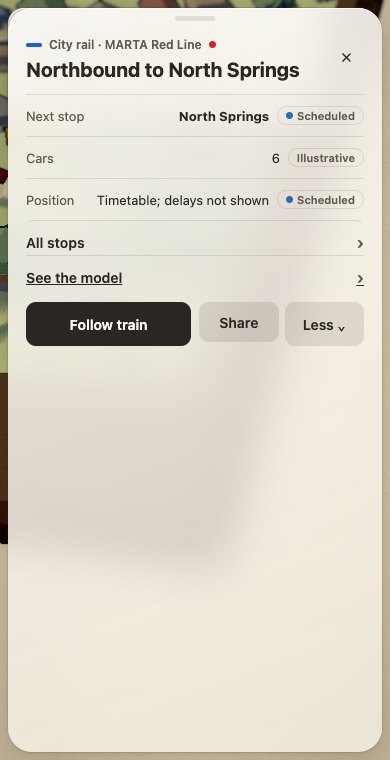 City rail · MARTA Red Line
Northbound to North Springs
Next stop North Springs Scheduled
Cars 6 Illustrative
Position Timetable; delays not shown Scheduled
All stops
See the model
Follow train Share Less